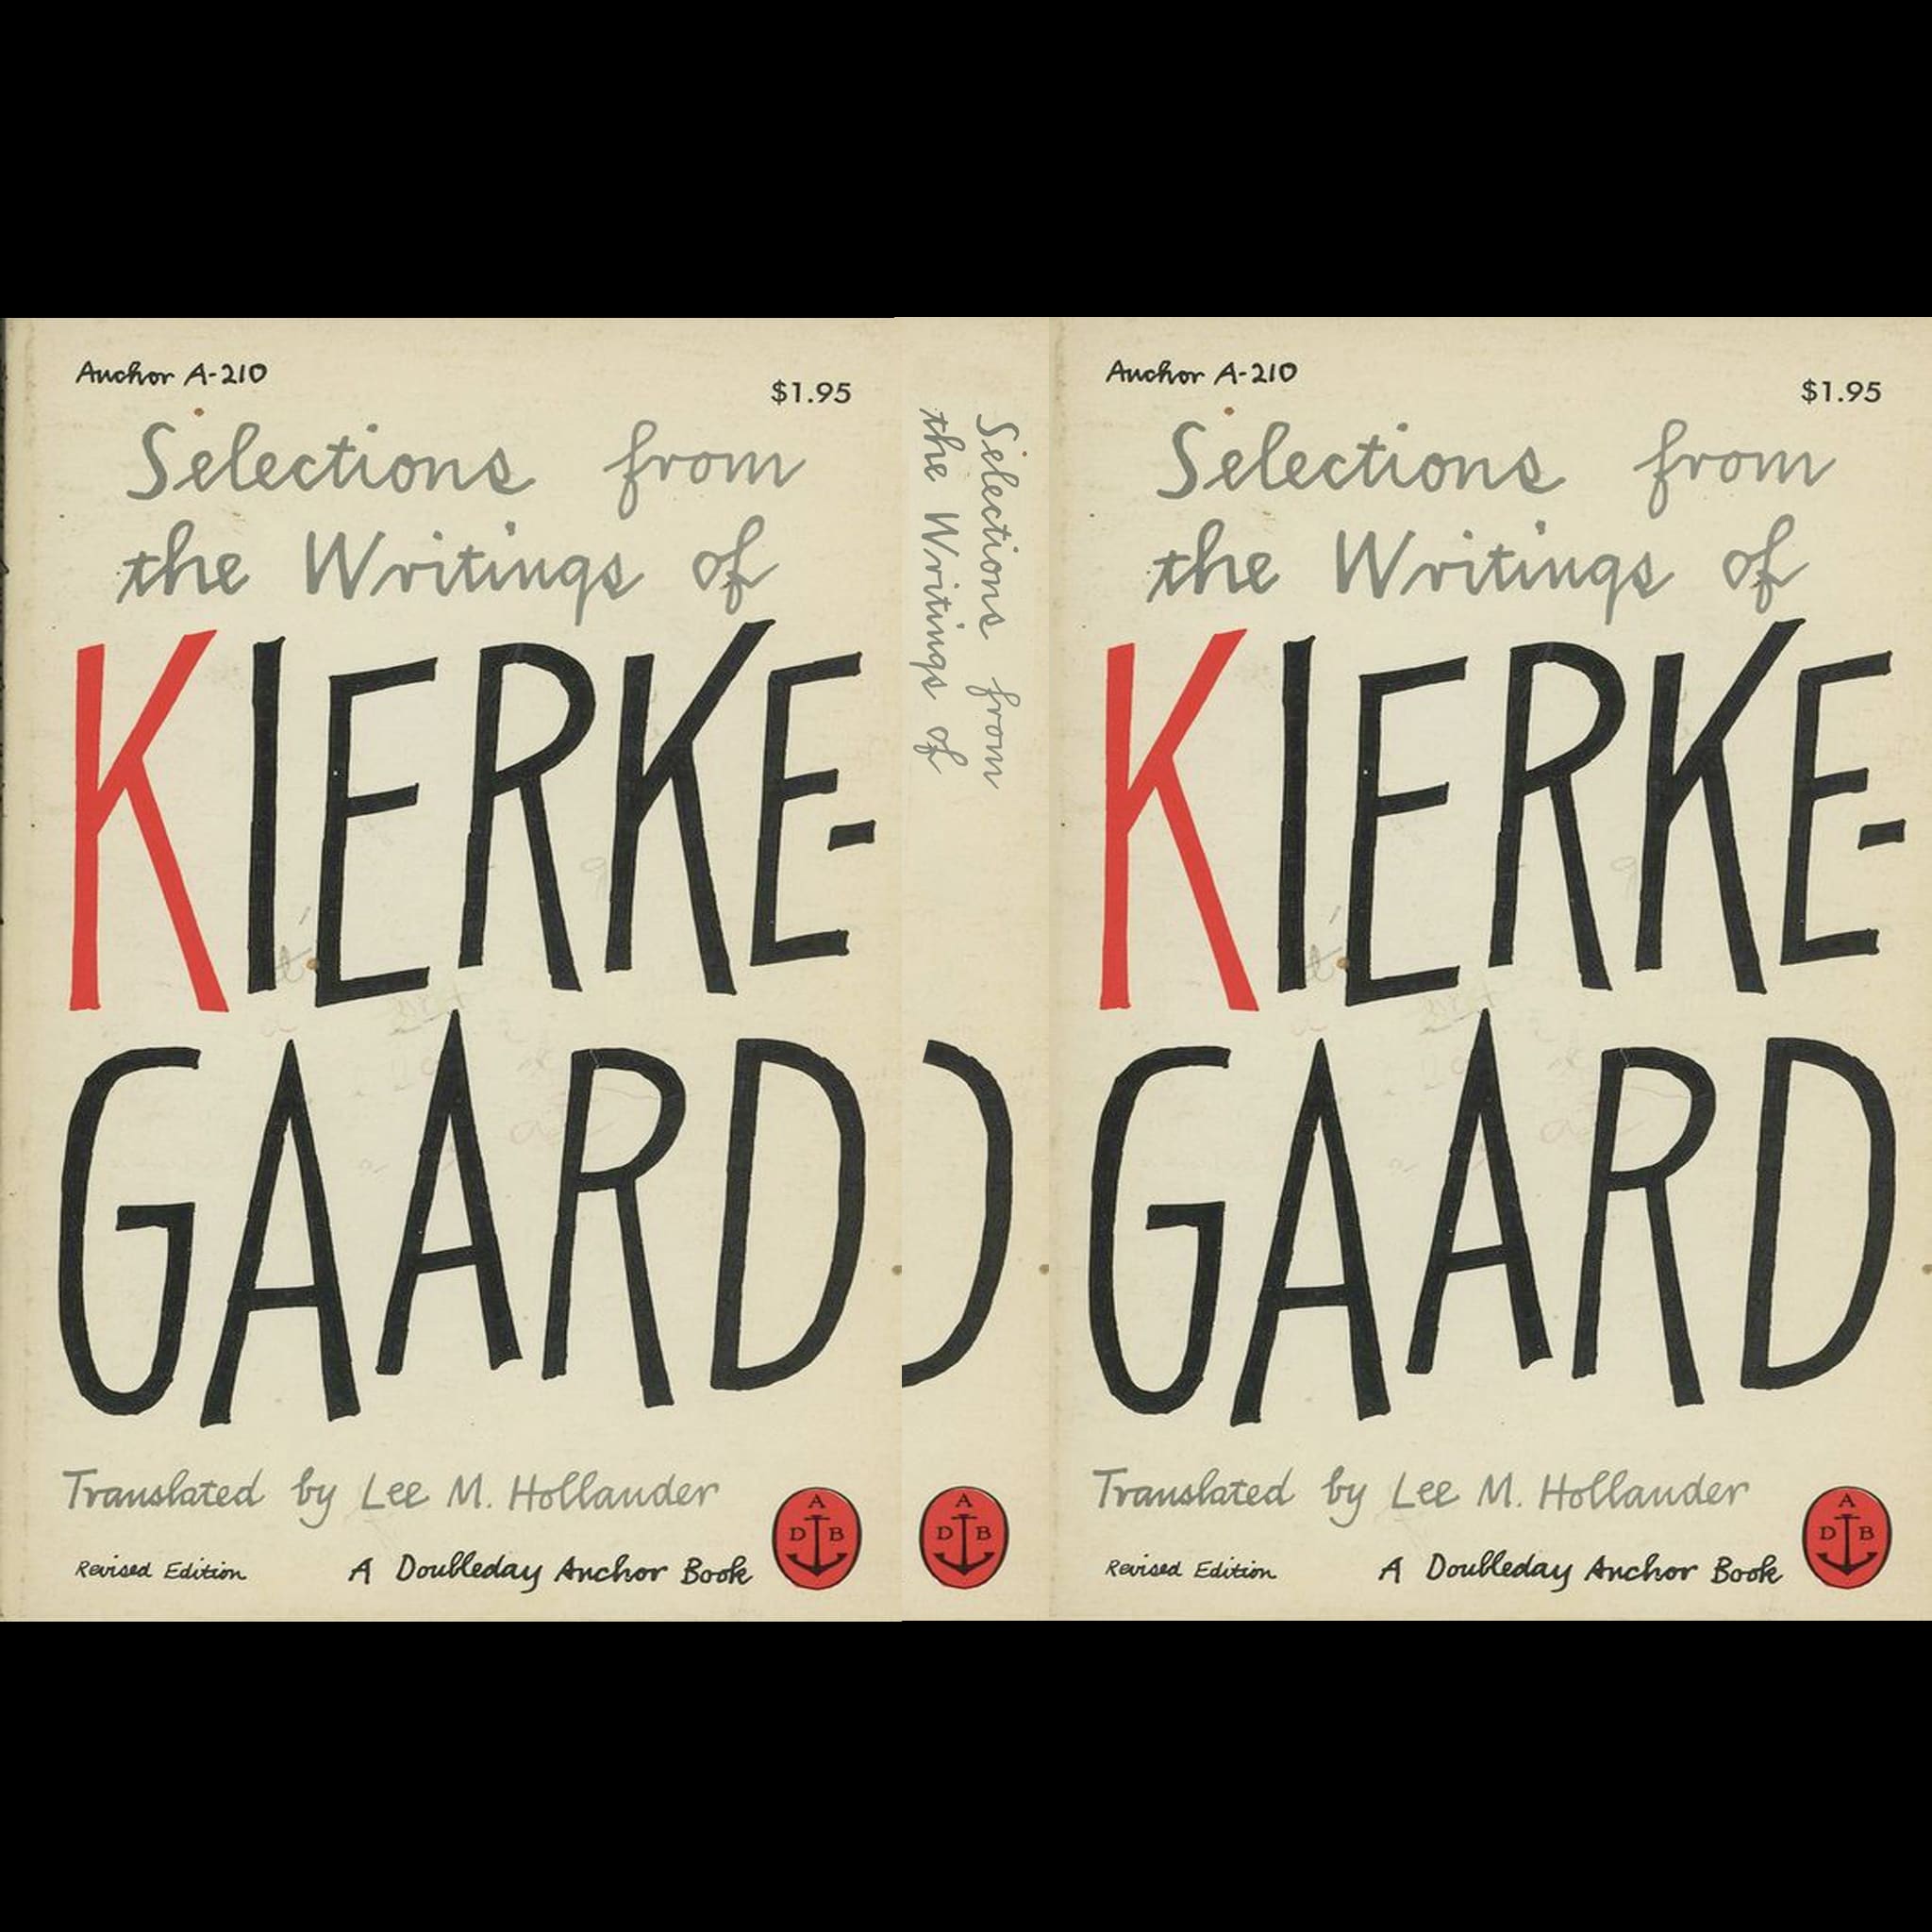 Anchor A-210
$1.95
Selections from
the Writings of
KIERKE-
GAARD
Translated by Lee M. Hollander
Revised Edition
A Doubleday Anchor Book
A
D B
Selections from
the Writings of
A
D B
Anchor A-210
$1.95
Selections from
the Writings of
KIERKE-
GAARD
Translated by Lee M. Hollander
Revised Edition
A Doubleday Anchor Book
A
D B